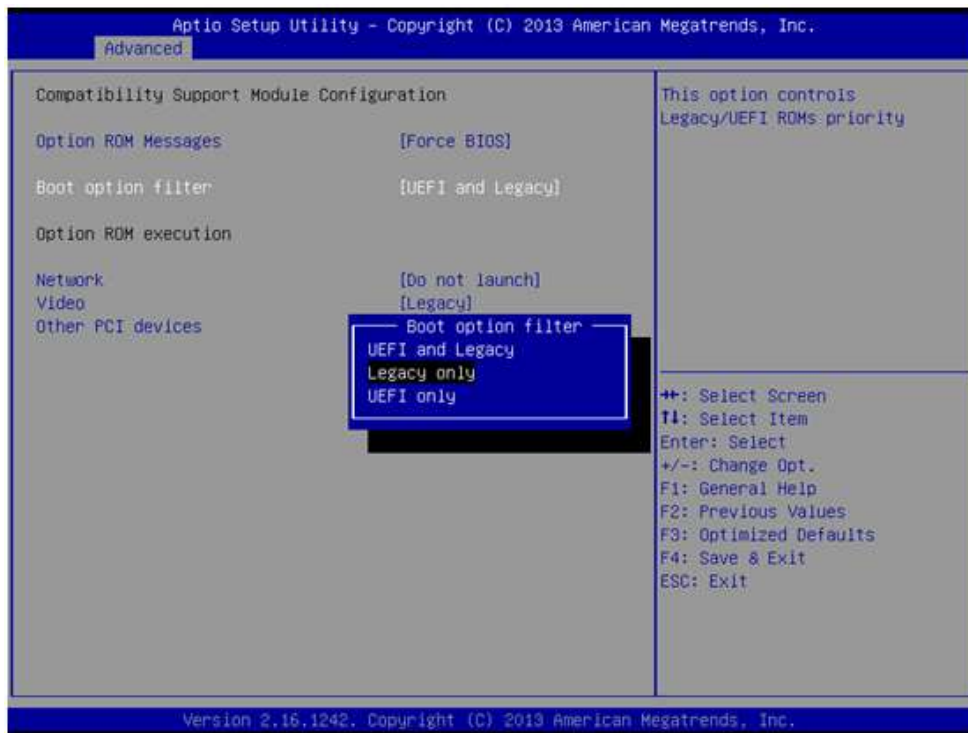 Aptio Setup Utility – Copyright (C) 2013 American Megatrends, Inc.
Advanced
Compatibility Support Module Configuration
Option ROM Messages [Force BIOS]
Boot option filter [UEFI and Legacy]
Option ROM execution
Network [Do not launch]
Video [Legacy]
Other PCI devices
Boot option filter
UEFI and Legacy
Legacy only
UEFI only
This option controls
Legacy/UEFI ROMs priority
→←: Select Screen
↑↓: Select Item
Enter: Select
+/-: Change Opt.
F1: General Help
F2: Previous Values
F3: Optimized Defaults
F4: Save & Exit
ESC: Exit
Version 2.16.1242. Copyright (C) 2013 American Megatrends, Inc.